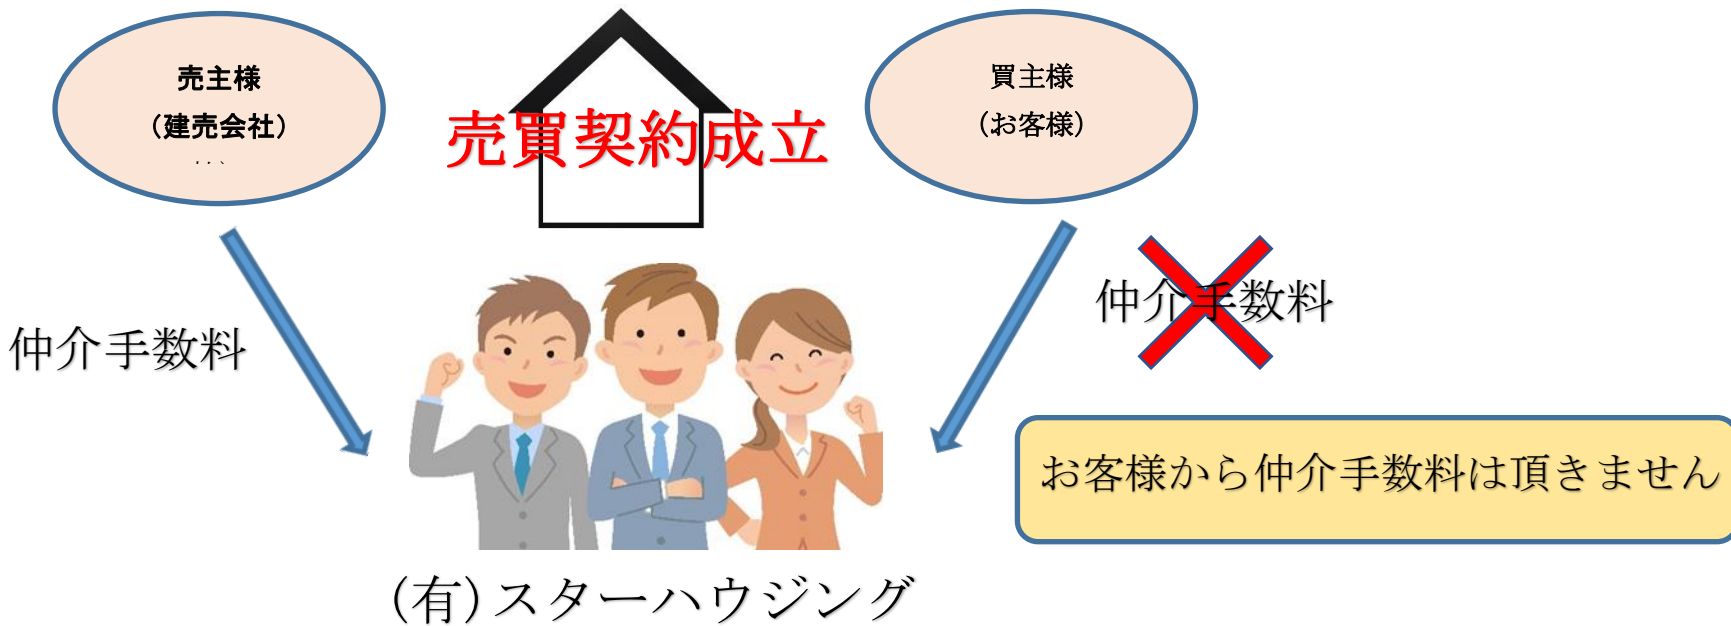 売主様
（建売会社）
売買契約成立
買主様
（お客様）
仲介手数料
仲介手数料
お客様から仲介手数料は頂きません
(有)スターハウジング